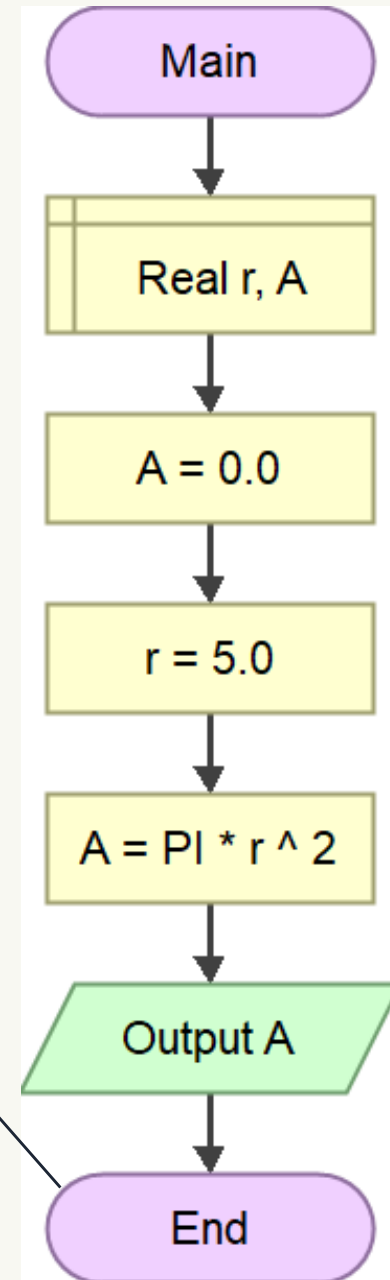 Main
Real r, A
A = 0.0
r = 5.0
A = PI * r ^ 2
Output A
End